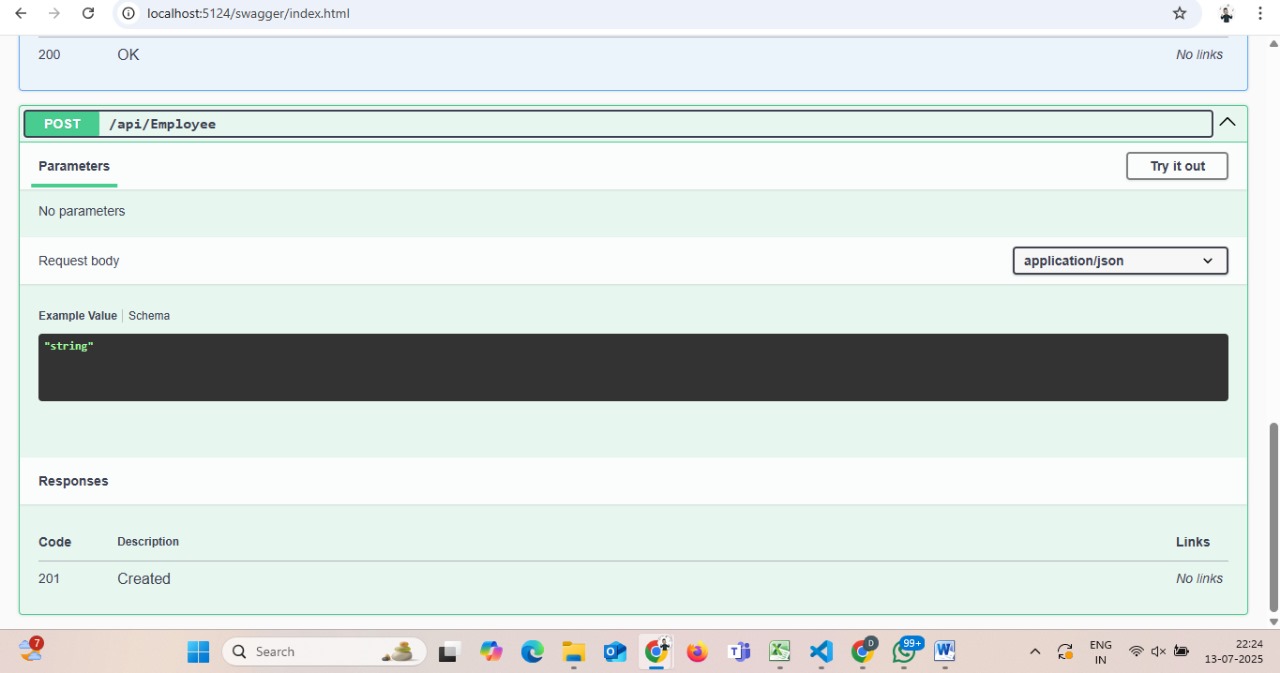 localhost:5124/swagger/index.html
200 OK No links
POST /api/Employee
Parameters Try it out
No parameters
Request body application/json
Example Value Schema
"string"
Responses
Code Description Links
201 Created No links
7 Search D 99+ ENG 22:24
IN 13-07-2025